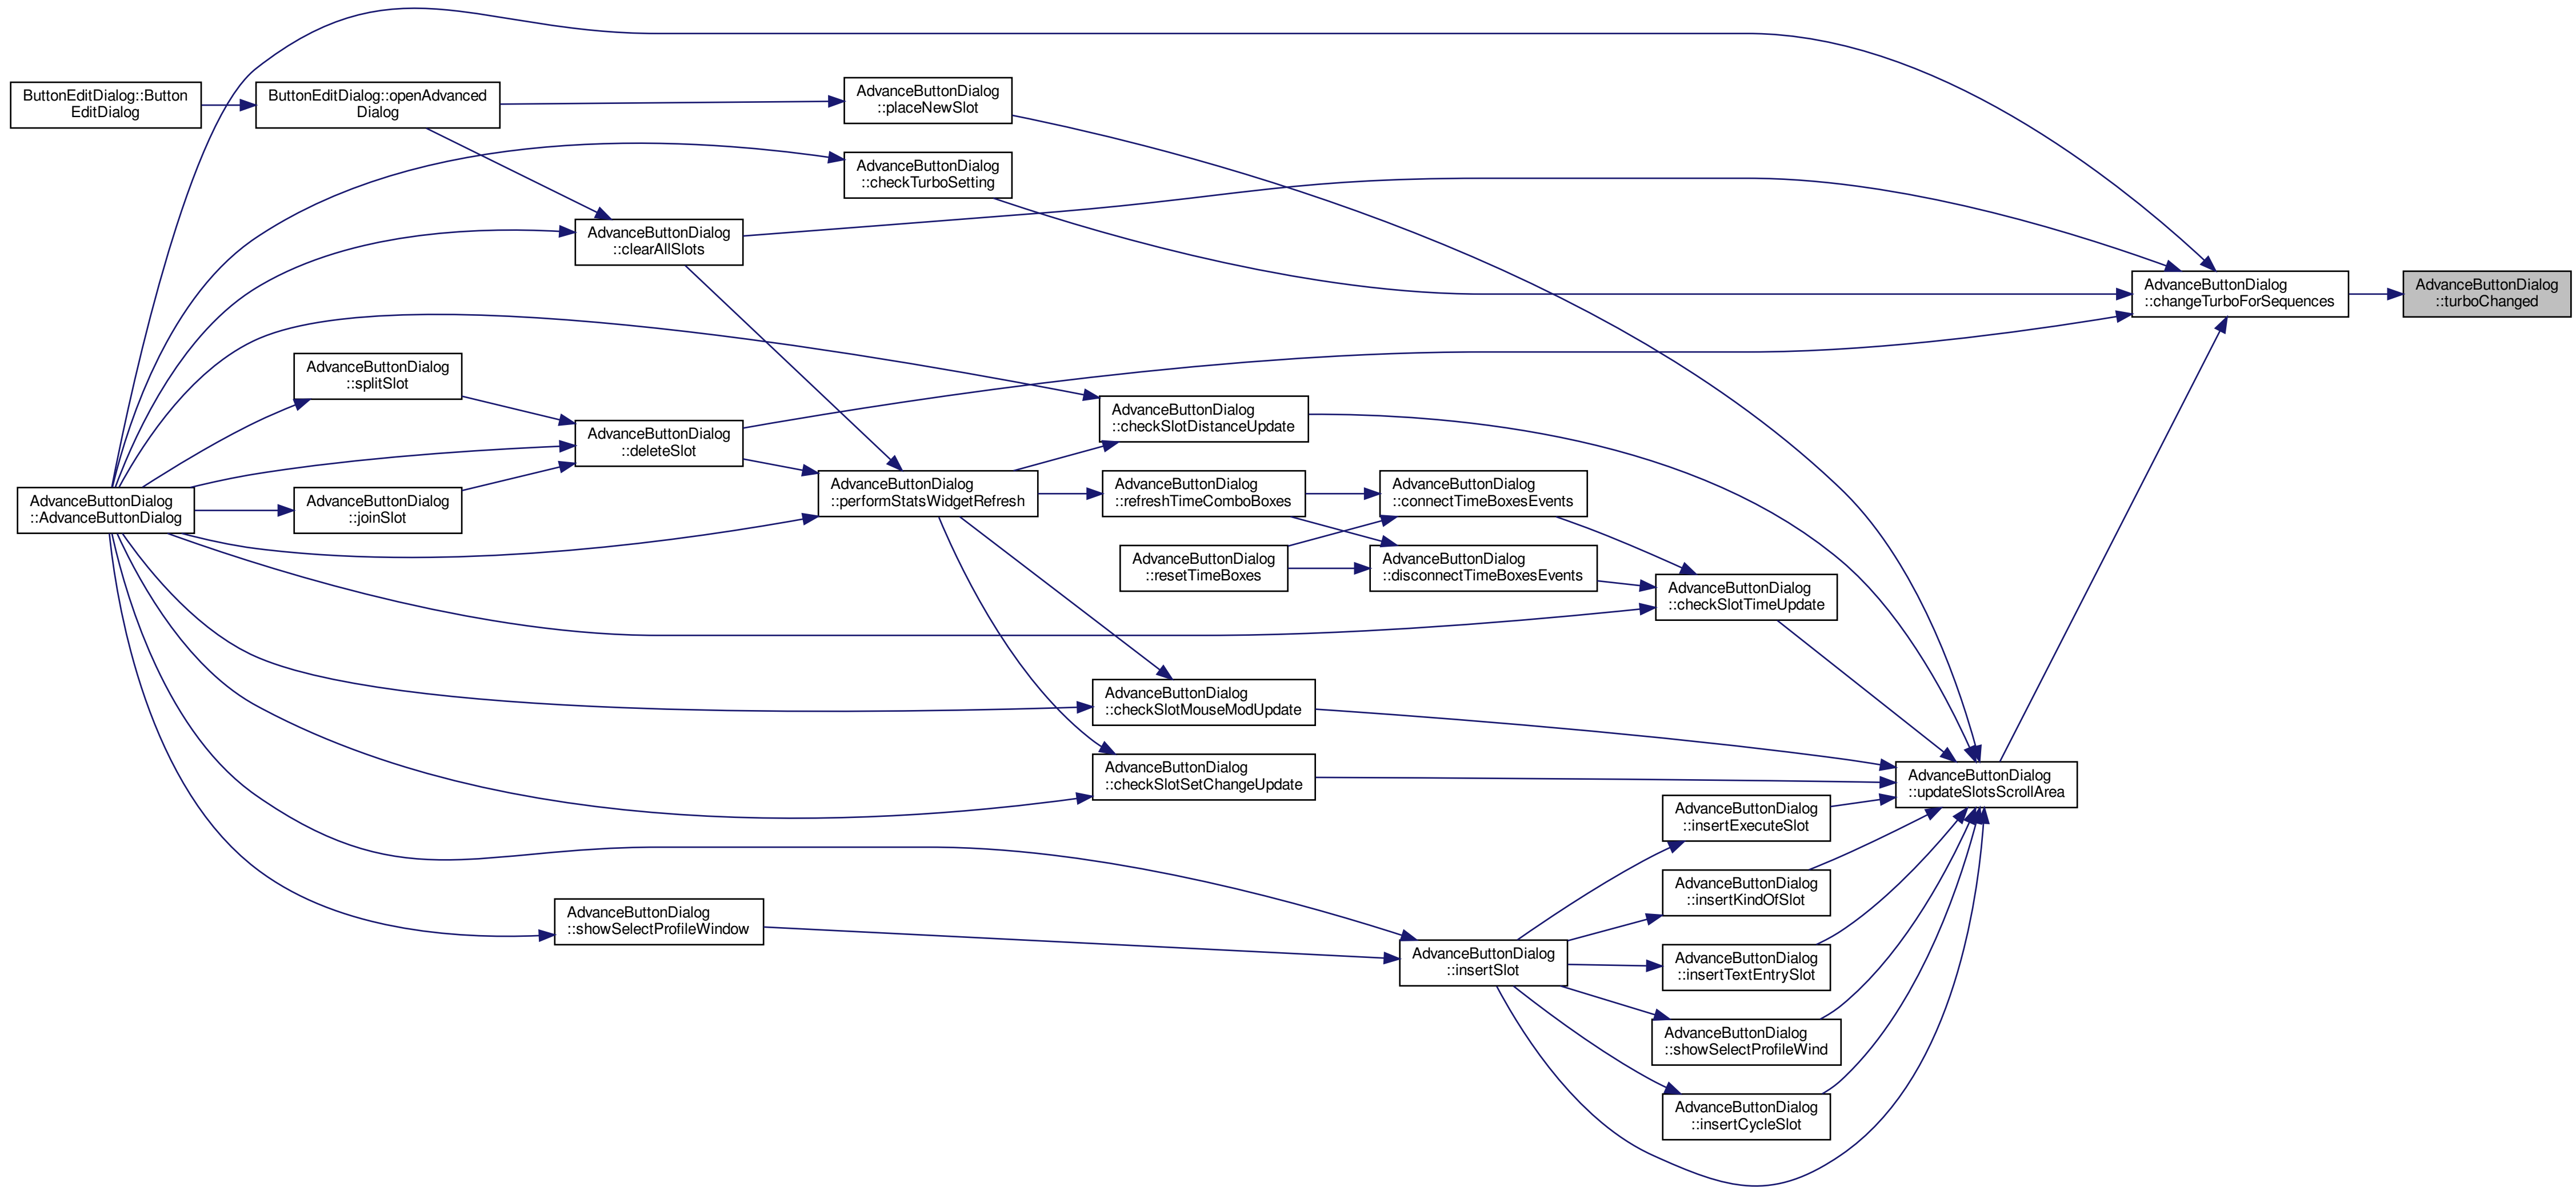 ButtonEditDialog::Button
EditDialog
ButtonEditDialog::openAdvanced
Dialog
AdvanceButtonDialog
::placeNewSlot
AdvanceButtonDialog
::checkTurboSetting
AdvanceButtonDialog
::clearAllSlots
AdvanceButtonDialog
::changeTurboForSequences
AdvanceButtonDialog
::turboChanged
AdvanceButtonDialog
::splitSlot
AdvanceButtonDialog
::deleteSlot
AdvanceButtonDialog
::checkSlotDistanceUpdate
AdvanceButtonDialog
::AdvanceButtonDialog
AdvanceButtonDialog
::joinSlot
AdvanceButtonDialog
::performStatsWidgetRefresh
AdvanceButtonDialog
::refreshTimeComboBoxes
AdvanceButtonDialog
::connectTimeBoxesEvents
AdvanceButtonDialog
::resetTimeBoxes
AdvanceButtonDialog
::disconnectTimeBoxesEvents
AdvanceButtonDialog
::checkSlotTimeUpdate
AdvanceButtonDialog
::checkSlotMouseModUpdate
AdvanceButtonDialog
::checkSlotSetChangeUpdate
AdvanceButtonDialog
::updateSlotsScrollArea
AdvanceButtonDialog
::insertExecuteSlot
AdvanceButtonDialog
::insertKindOfSlot
AdvanceButtonDialog
::showSelectProfileWindow
AdvanceButtonDialog
::insertSlot
AdvanceButtonDialog
::insertTextEntrySlot
AdvanceButtonDialog
::showSelectProfileWind
AdvanceButtonDialog
::insertCycleSlot